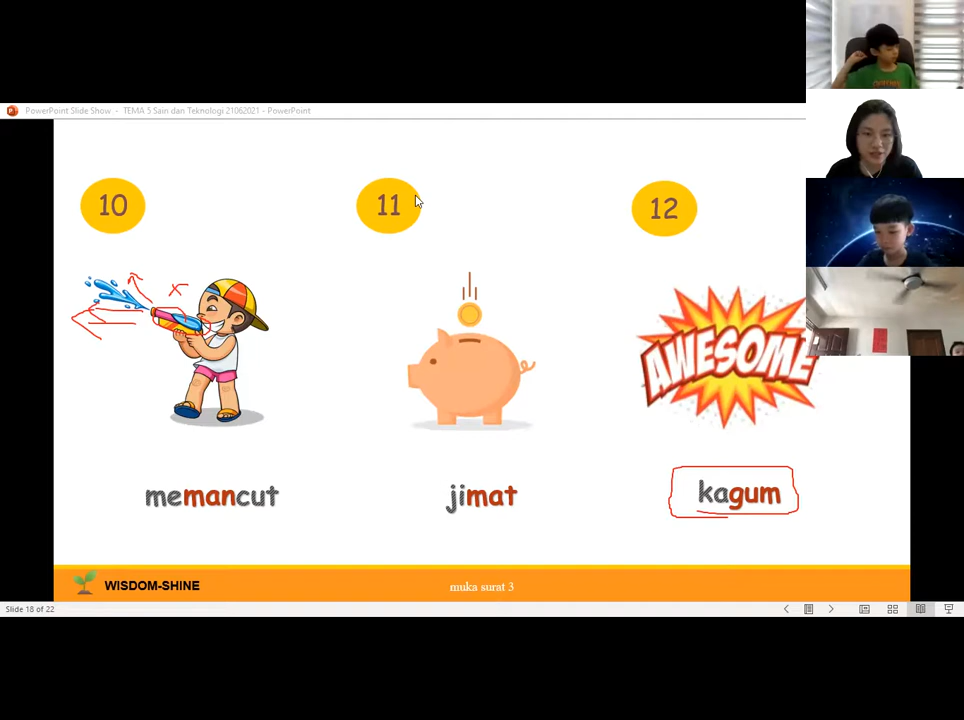 PowerPoint Slide Show - TEMA 5 Sain dan Teknologi 21062021 - PowerPoint
10
11
12
AWESOME
memancut
jimat
kagum
WISDOM-SHINE
muka surat 3
Slide 18 of 22